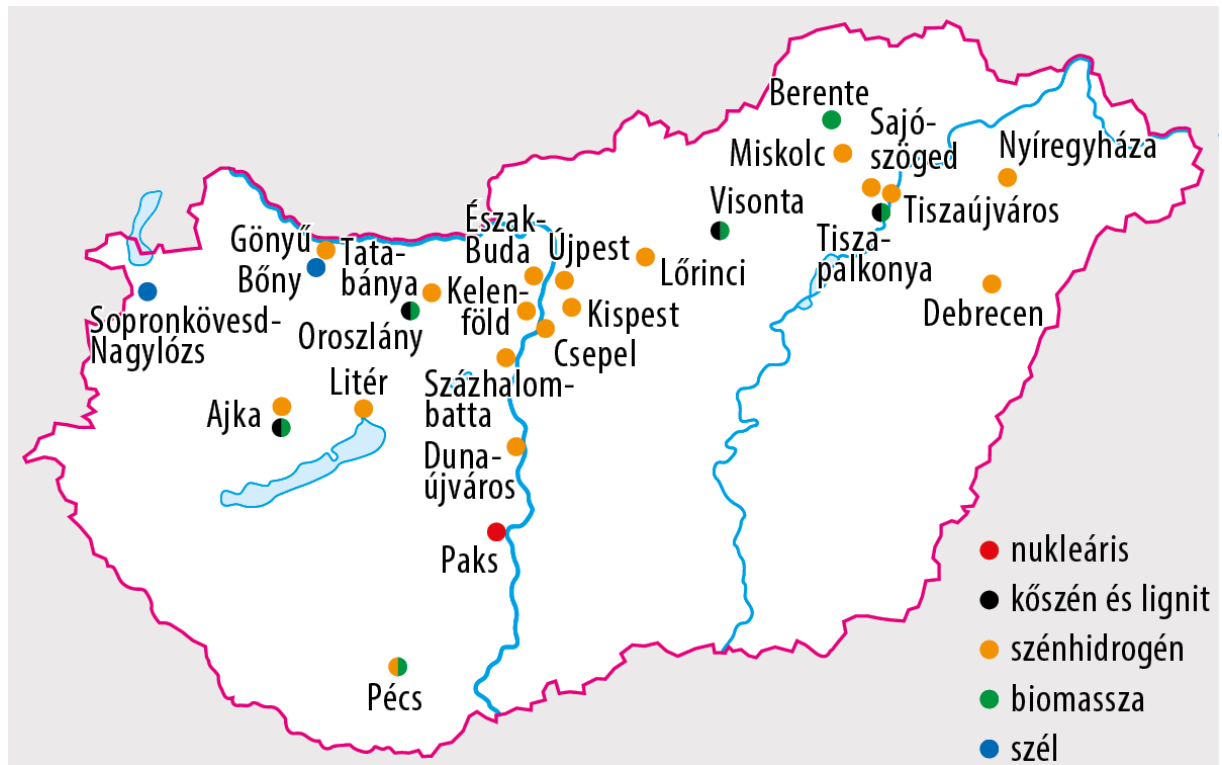 Berente
Sajó-
szöged
Miskolc
Nyíregyháza
Visonta
Tiszaújváros
Észak-
Buda
Újpest
Gönyű
Tata-
bánya
Bőny
Lőrinci
Tisza-
palkonya
Kelen-
föld
Debrecen
Sopronkövesd-
Nagylózs
Oroszlány
Kispest
Csepel
Litér
Százhalom-
batta
Ajka
Duna-
újváros
Paks
Pécs
nukleáris
kőszén és lignit
szénhidrogén
biomassza
szél